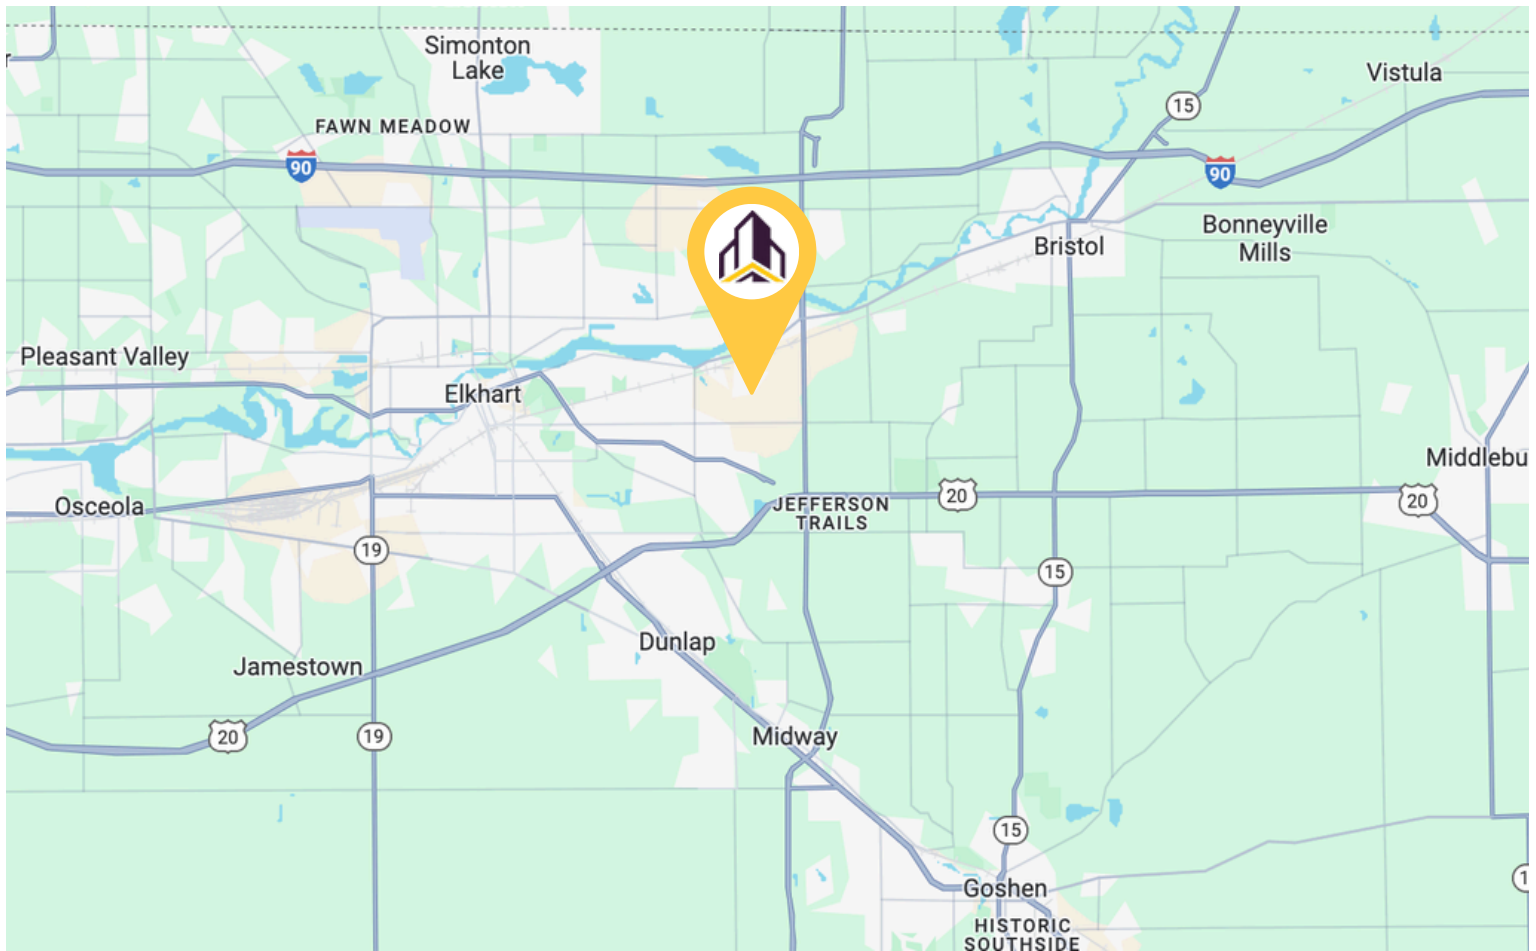 Simonton
Lake
Vistula
15
FAWN MEADOW
90
90
Bonneyville
Mills
Bristol
Pleasant Valley
Elkhart
Middlebu
Osceola
JEFFERSON
TRAILS
20
20
19
15
Dunlap
Jamestown
20
19
Midway
15
Goshen
1
HISTORIC
SOUTHSIDE